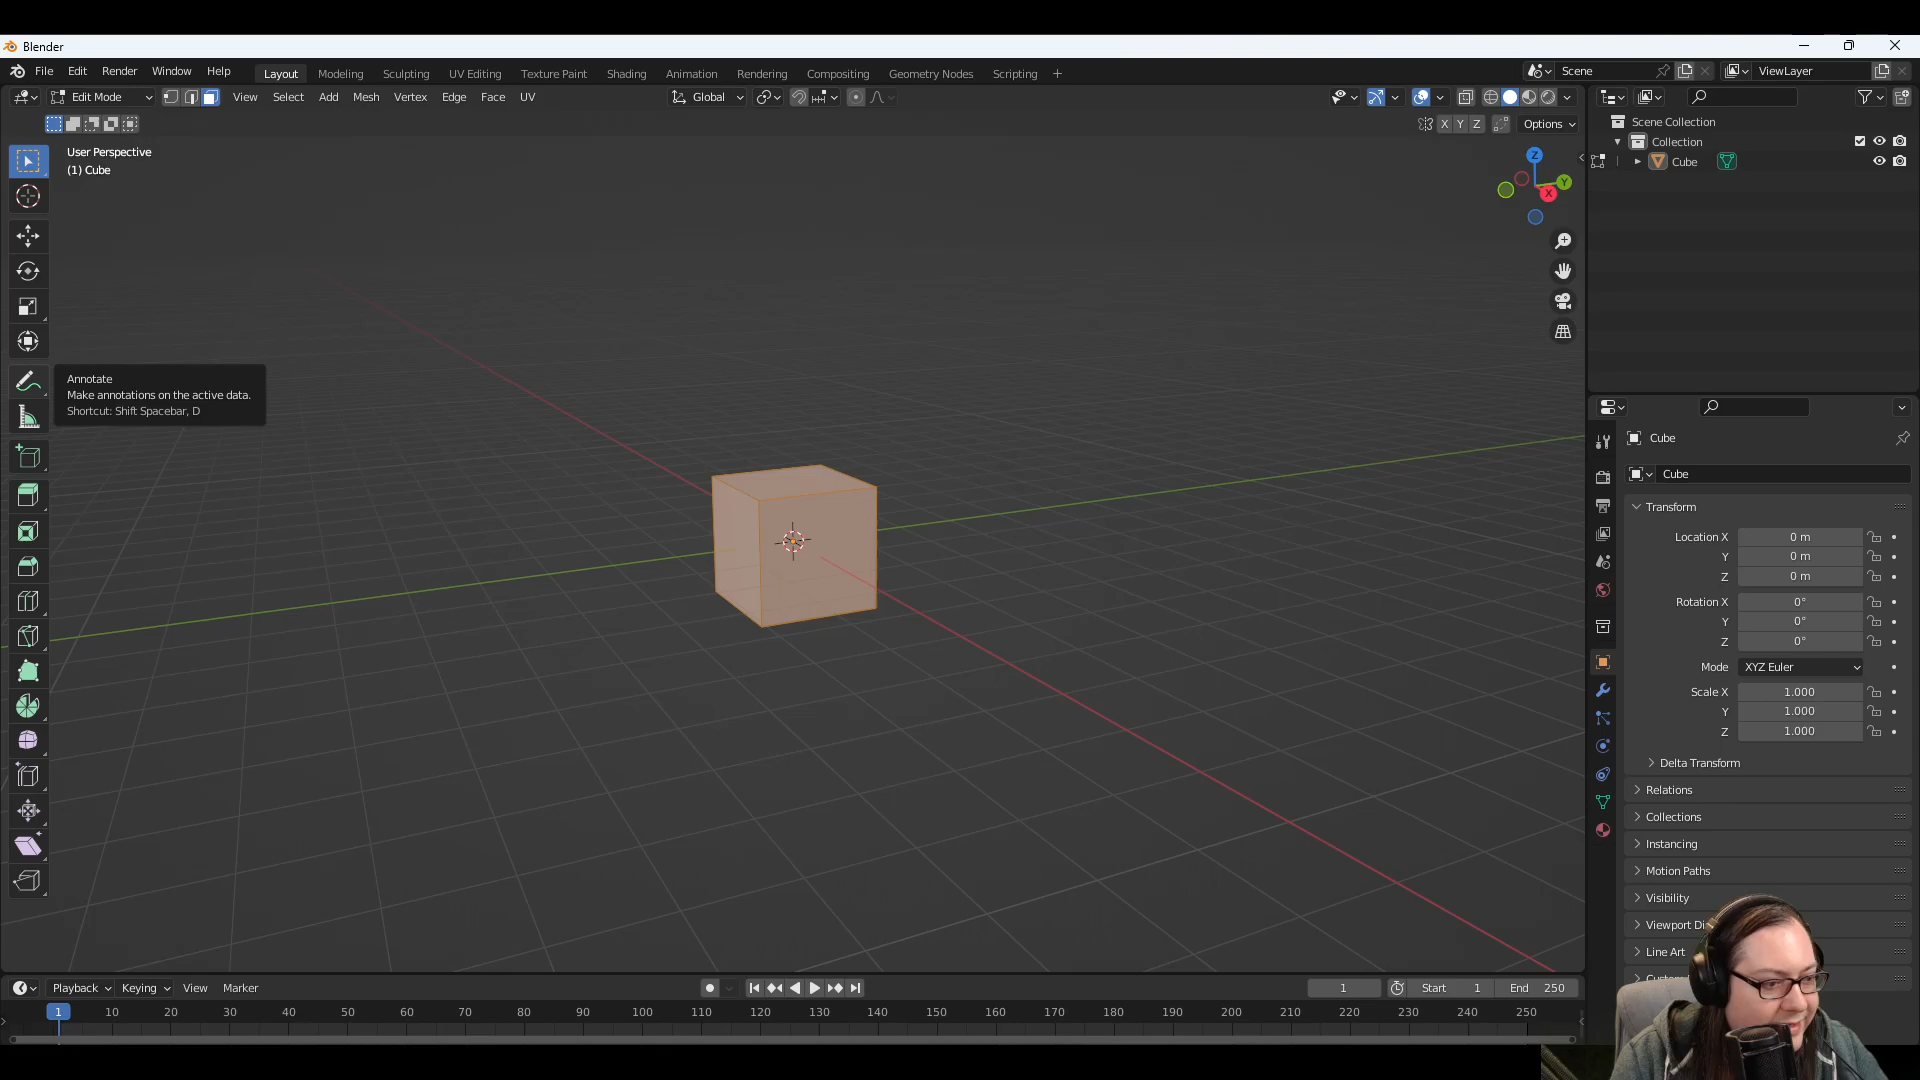 Blender
File Edit Render Window Help Layout Modeling Sculpting UV Editing Texture Paint Shading Animation Rendering Compositing Geometry Nodes Scripting + Scene ViewLayer
Edit Mode View Select Add Mesh Vertex Edge Face UV Global
X Y Z Options
User Perspective
(1) Cube
Z
Y
X
Annotate
Make annotations on the active data.
Shortcut: Shift Spacebar, D
Scene Collection
Collection
Cube
Cube
Cube
Transform
Location X 0 m
Y 0 m
Z 0 m
Rotation X 0°
Y 0°
Z 0°
Mode XYZ Euler
Scale X 1.000
Y 1.000
Z 1.000
Delta Transform
Relations
Collections
Instancing
Motion Paths
Visibility
Viewport Di
Line Art
Playback Keying View Marker 1 Start 1 End 250
1 10 20 30 40 50 60 70 80 90 100 110 120 130 140 150 160 170 180 190 200 210 220 230 240 250